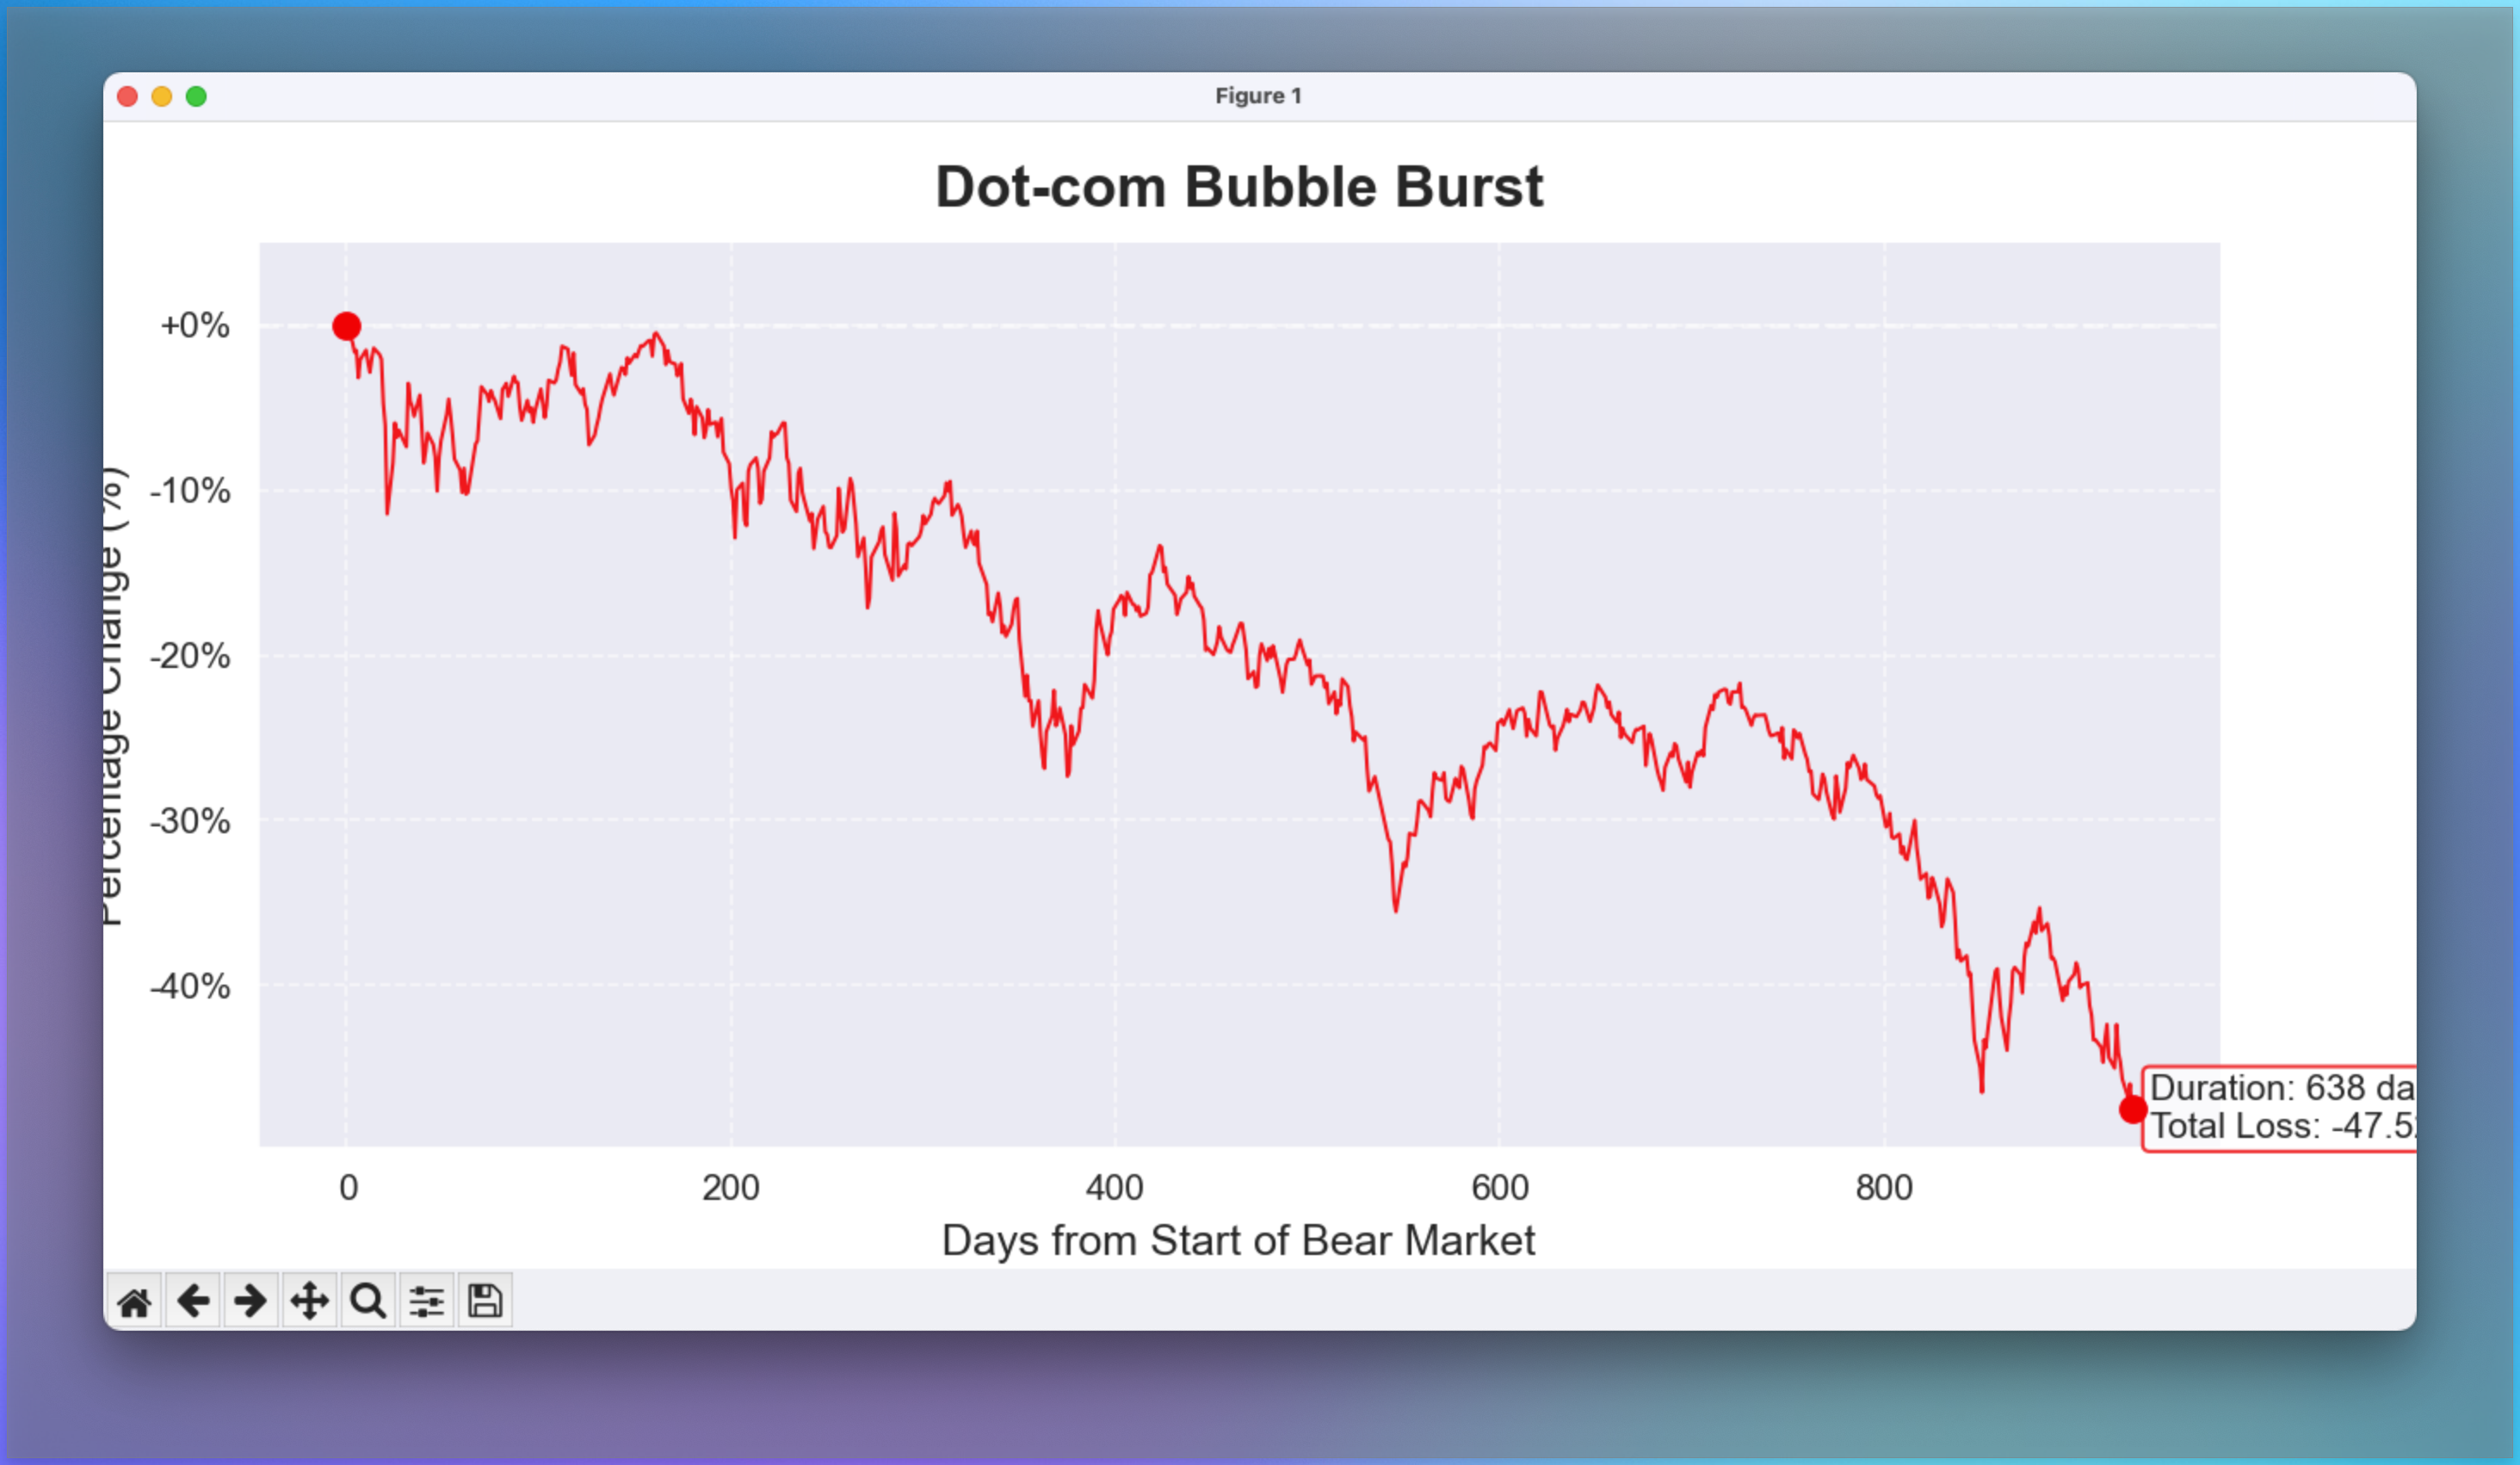 Figure 1
Dot-com Bubble Burst
Percentage Change (%)
+0%
-10%
-20%
-30%
-40%
Duration: 638 da
Total Loss: -47.5
0
200
400
600
800
Days from Start of Bear Market